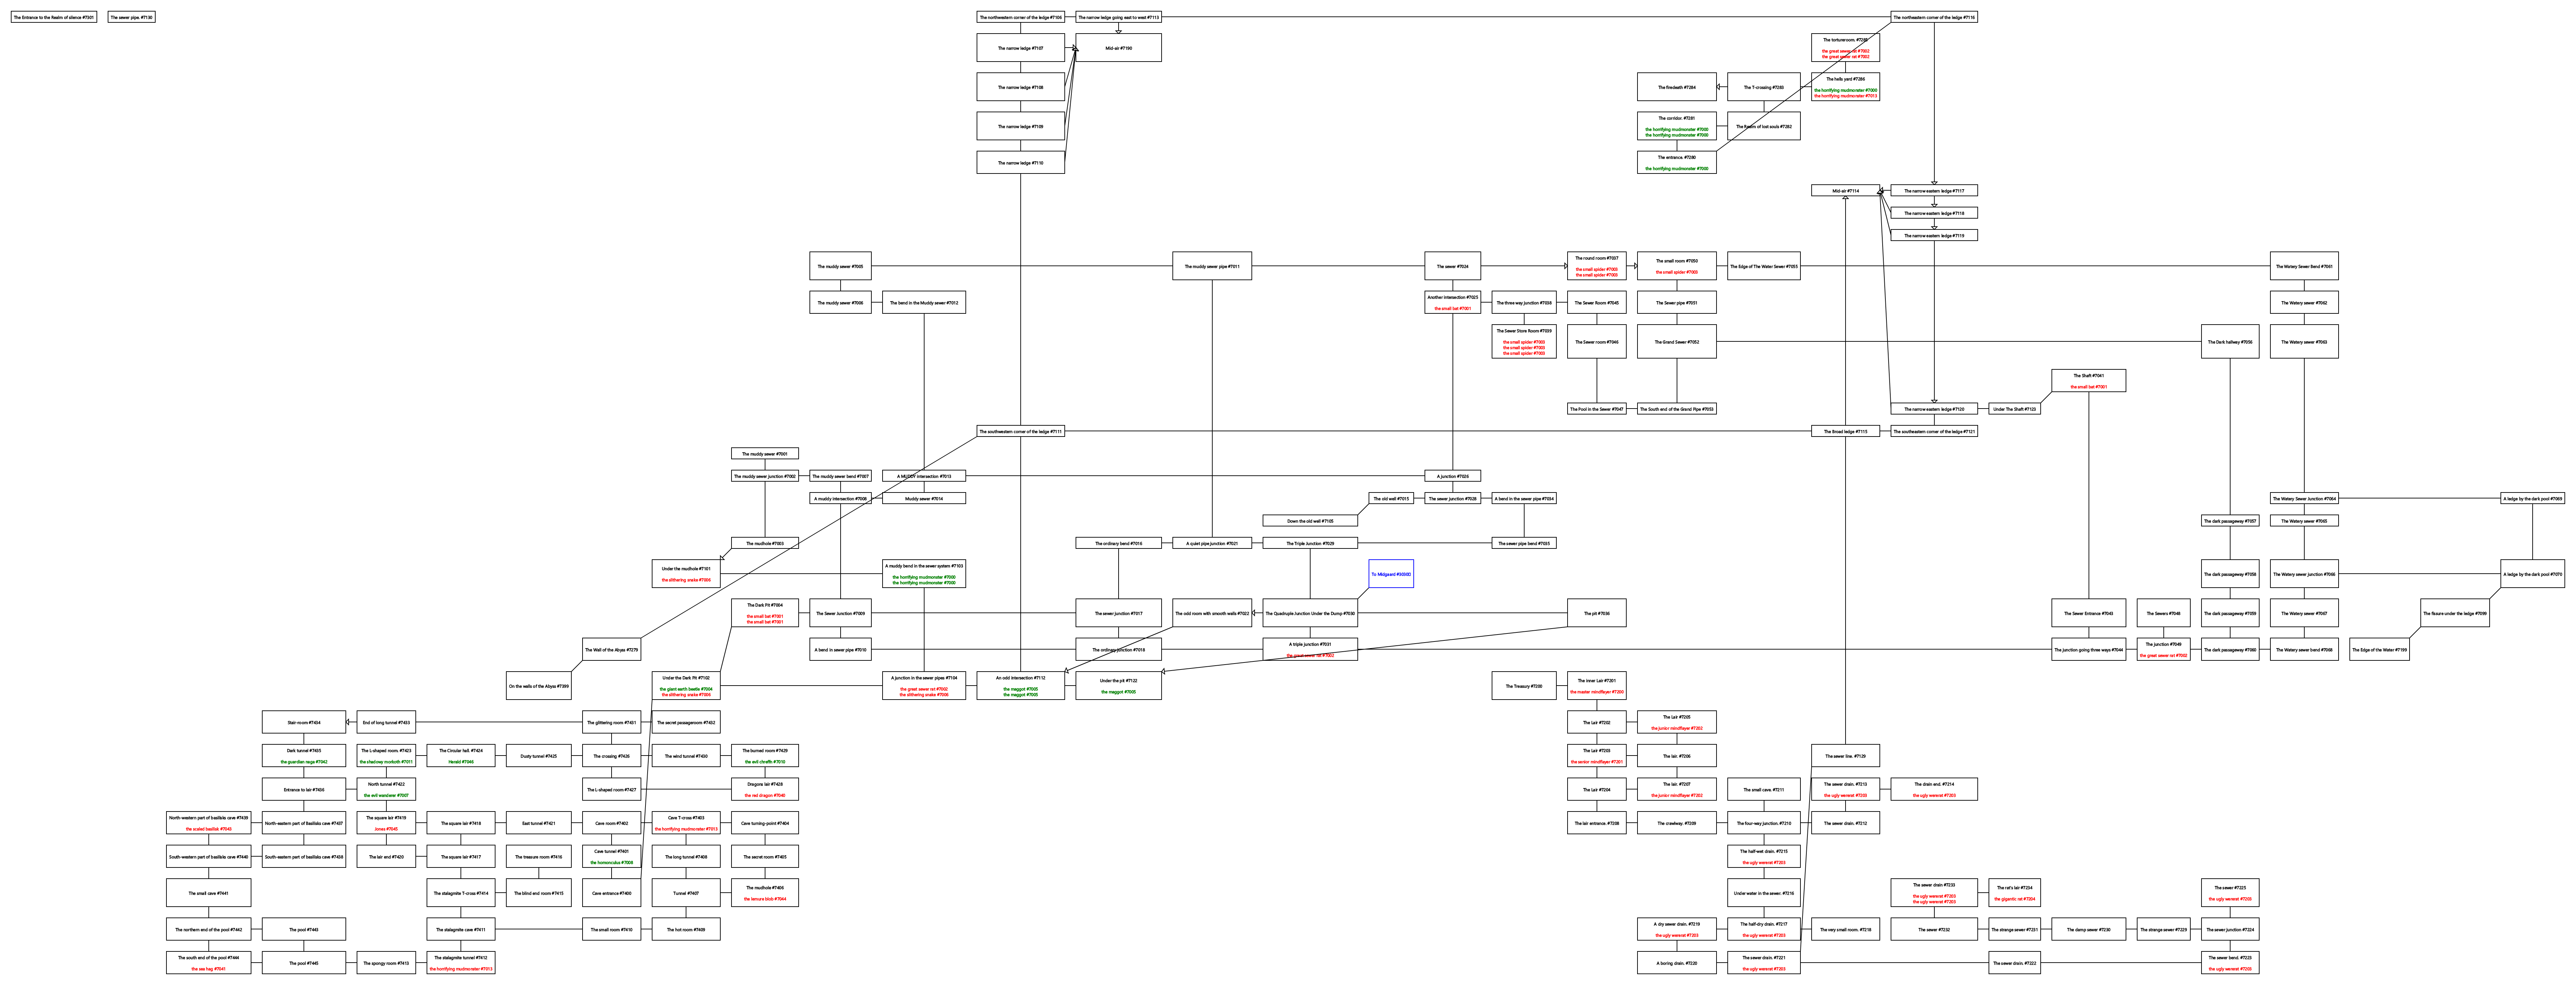 The Entrance to the Realm of silence #7301
The sewer pipe. #7130
The northwestern corner of the ledge #7106
The narrow ledge going east to west #7113
The northeastern corner of the ledge #7116
The narrow ledge #7107
Mid-air #7190
The tortureroom. #7285
the great sewer rat #7002
the great sewer rat #7002
The narrow ledge #7108
The firedeath #7284
The T-crossing #7283
The hells yard #7286
the horrifying mudmonster #7000
the horrifying mudmonster #7013
The narrow ledge #7109
The corridor. #7281
the horrifying mudmonster #7000
the horrifying mudmonster #7000
The Realm of lost souls #7282
The narrow ledge #7110
The entrance. #7280
the horrifying mudmonster #7000
Mid-air #7114
The narrow eastern ledge #7117
The narrow eastern ledge #7118
The narrow eastern ledge #7119
The muddy sewer #7005
The muddy sewer pipe #7011
The sewer #7024
The round room #7037
the small spider #7003
the small spider #7003
The small room #7050
the small spider #7003
The Edge of The Water Sewer #7055
The Watery Sewer Bend #7061
The muddy sewer #7006
The bend in the Muddy sewer #7012
Another intersection #7025
the small bat #7001
The three way junction #7038
The Sewer Room #7045
The Sewer pipe #7051
The Watery sewer #7062
The Sewer Store Room #7039
the small spider #7003
the small spider #7003
the small spider #7003
The Sewer room #7046
The Grand Sewer #7052
The Dark hallway #7056
The Watery sewer #7063
The Shaft #7041
the small bat #7001
The Pool in the Sewer #7047
The South end of the Grand Pipe #7053
The narrow eastern ledge #7120
Under The Shaft #7123
The southwestern corner of the ledge #7111
The Broad ledge #7115
The southeastern corner of the ledge #7121
The muddy sewer #7001
The muddy sewer junction #7002
The muddy sewer bend #7007
A MUDDY intersection #7013
A junction #7026
A muddy intersection #7008
Muddy sewer #7014
The old well #7015
The sewer junction #7028
A bend in the sewer pipe #7034
The Watery Sewer Junction #7064
A ledge by the dark pool #7069
Down the old well #7105
The dark passageway #7057
The Watery sewer #7065
The mudhole #7003
The ordinary bend #7016
A quiet pipe junction #7021
The Triple Junction #7029
The sewer pipe bend #7035
Under the mudhole #7101
the slithering snake #7006
A muddy bend in the sewer system #7103
the horrifying mudmonster #7000
the horrifying mudmonster #7000
To Midgaard #3030D
The dark passageway #7058
The Watery sewer junction #7066
A ledge by the dark pool #7070
The Dark Pit #7004
the small bat #7001
the small bat #7001
The Sewer Junction #7009
The sewer junction #7017
The odd room with smooth walls #7022
The Quadruple Junction Under the Dump #7030
The pit #7036
The Sewer Entrance #7043
The Sewers #7048
The dark passageway #7059
The Watery sewer #7067
The fissure under the ledge #7099
The Wall of the Abyss #7279
A bend in sewer pipe #7010
The ordinary junction #7018
A triple junction #7031
the great sewer rat #7002
The junction going three ways #7044
The junction #7049
the great sewer rat #7002
The dark passageway #7060
The Watery sewer bend #7068
The Edge of the Water #7199
On the walls of the Abyss #7399
Under the Dark Pit #7102
the giant earth beetle #7004
the slithering snake #7006
A junction in the sewer pipes #7104
the great sewer rat #7002
the slithering snake #7006
An odd intersection #7112
the maggot #7005
the maggot #7005
Under the pit #7122
the maggot #7005
The Treasury #7200
The inner Lair #7201
the master mindflayer #7200
Stair-room #7434
End of long tunnel #7433
The glittering room #7431
The secret passageroom #7432
The Lair #7202
The Lair #7205
the junior mindflayer #7202
Dark tunnel #7435
the guardian naga #7042
The L-shaped room. #7423
the shadowy montoth #7011
The Circular hall. #7424
Herald #7046
Dusty tunnel #7425
The crossing #7426
The wind tunnel #7430
The burned room #7429
the evil chraffis #7010
The Lair #7203
the senior mindflayer #7201
The lair. #7206
The sewer line. #7129
Entrance to lair #7436
North tunnel #7422
the evil wanderer #7007
The L-shaped room #7427
Dragons lair #7428
the red dragon #7040
The Lair #7204
The lair. #7207
the junior mindflayer #7202
The small cave. #7211
The sewer drain. #7213
the ugly wererat #7203
The drain end. #7214
the ugly wererat #7203
North-western part of basilisks cave #7439
the scaled basilisk #7043
North-eastern part of Basilisks cave #7437
The square lair #7419
Jones #7045
The square lair #7418
East tunnel #7421
Cave room #7402
Cave T-cross #7403
the horrifying mudmonster #7013
Cave turning-point #7404
The lair entrance. #7208
The crawlway. #7209
The four-way junction. #7210
The sewer drain. #7212
South-western part of basilisks cave #7440
South-eastern part of basilisks cave #7438
The lair end #7420
The square lair #7417
The treasure room #7416
Cave tunnel #7401
the homonculus #7008
The long tunnel #7408
The secret room #7405
The half-wet drain. #7215
the ugly wererat #7203
The small cave #7441
The stalagmite T-cross #7414
The blind end room #7415
Cave entrance #7400
Tunnel #7407
The mudhole #7406
the lemure blob #7044
Under water in the sewer. #7216
The sewer drain #7233
the ugly wererat #7203
the ugly wererat #7203
The rat's lair #7234
the gigantic rat #7204
The sewer #7225
the ugly wererat #7203
The northern end of the pool #7442
The pool #7443
The stalagmite cave #7411
The small room #7410
The hot room #7409
A dry sewer drain. #7219
the ugly wererat #7203
The half-dry drain. #7217
the ugly wererat #7203
The very small room. #7218
The sewer #7232
The strange sewer #7231
The damp sewer #7230
The strange sewer #7229
The sewer junction. #7224
The south end of the pool #7444
the sea hag #7041
The pool #7445
The spongy room #7413
The stalagmite tunnel #7412
the horrifying mudmonster #7013
A boring drain. #7220
The sewer drain. #7221
the ugly wererat #7203
The sewer drain. #7222
The sewer bend. #7223
the ugly wererat #7203